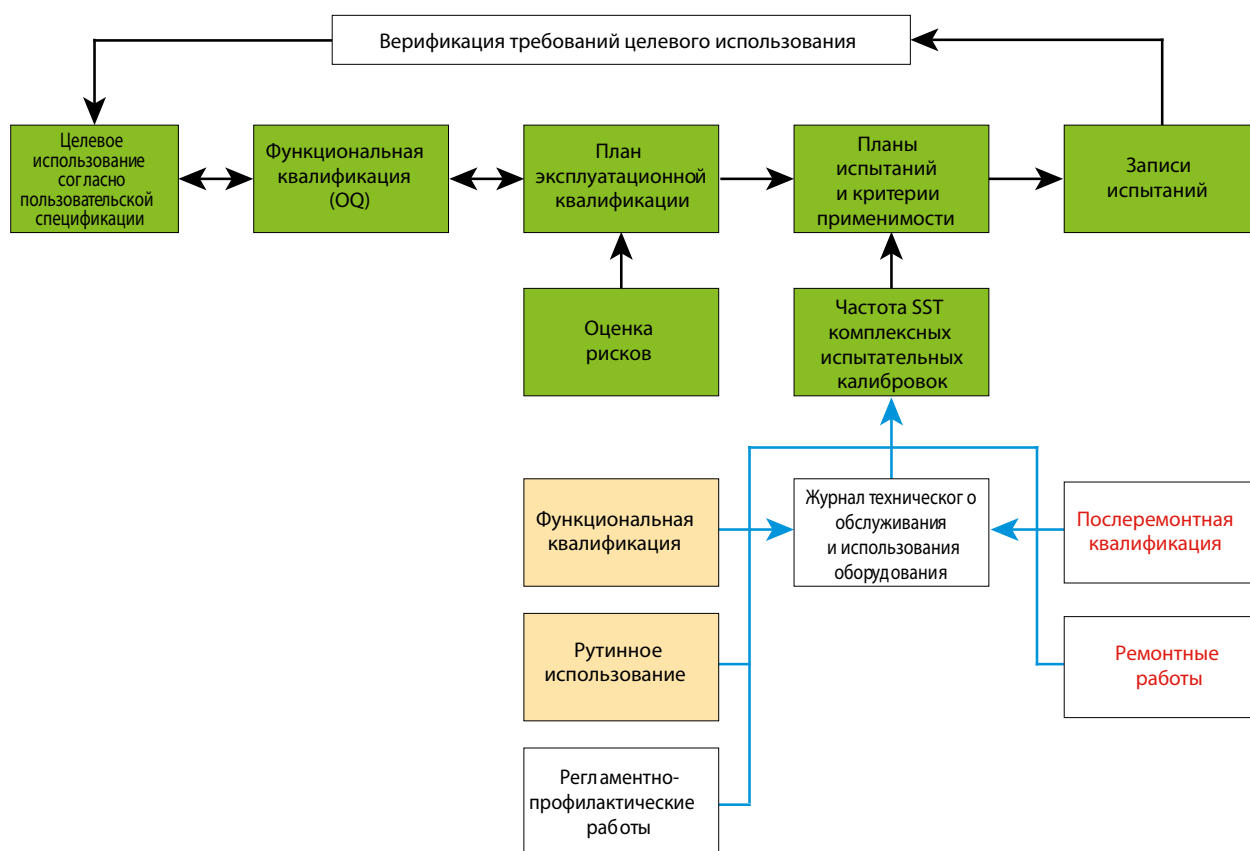 Верификация требований целевого использования
Целевое
использование
согласно
пользовательской
спецификации
Функциональная
квалификация
(OQ)
План
эксплуатационной
квалификации
Планы
испытаний
и критерии
применимости
Записи
испытаний
Оценка
рисков
Частота SST
комплексных
испытательных
калибровок
Функциональная
квалификация
Журнал техническог о
обслуживания
и использования
оборудования
Послеремонтная
квалификация
Рутинное
использование
Ремонтные
работы
Регламентно-
профилактические
работы